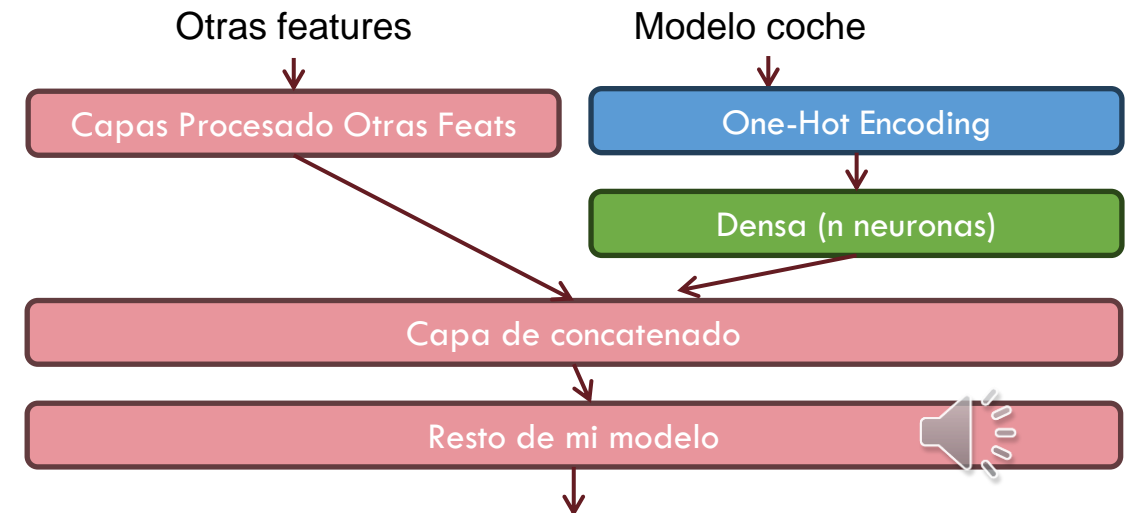 Otras features
Modelo coche
Capas Procesado Otras Feats
One-Hot Encoding
Densa (n neuronas)
Capa de concatenado
Resto de mi modelo